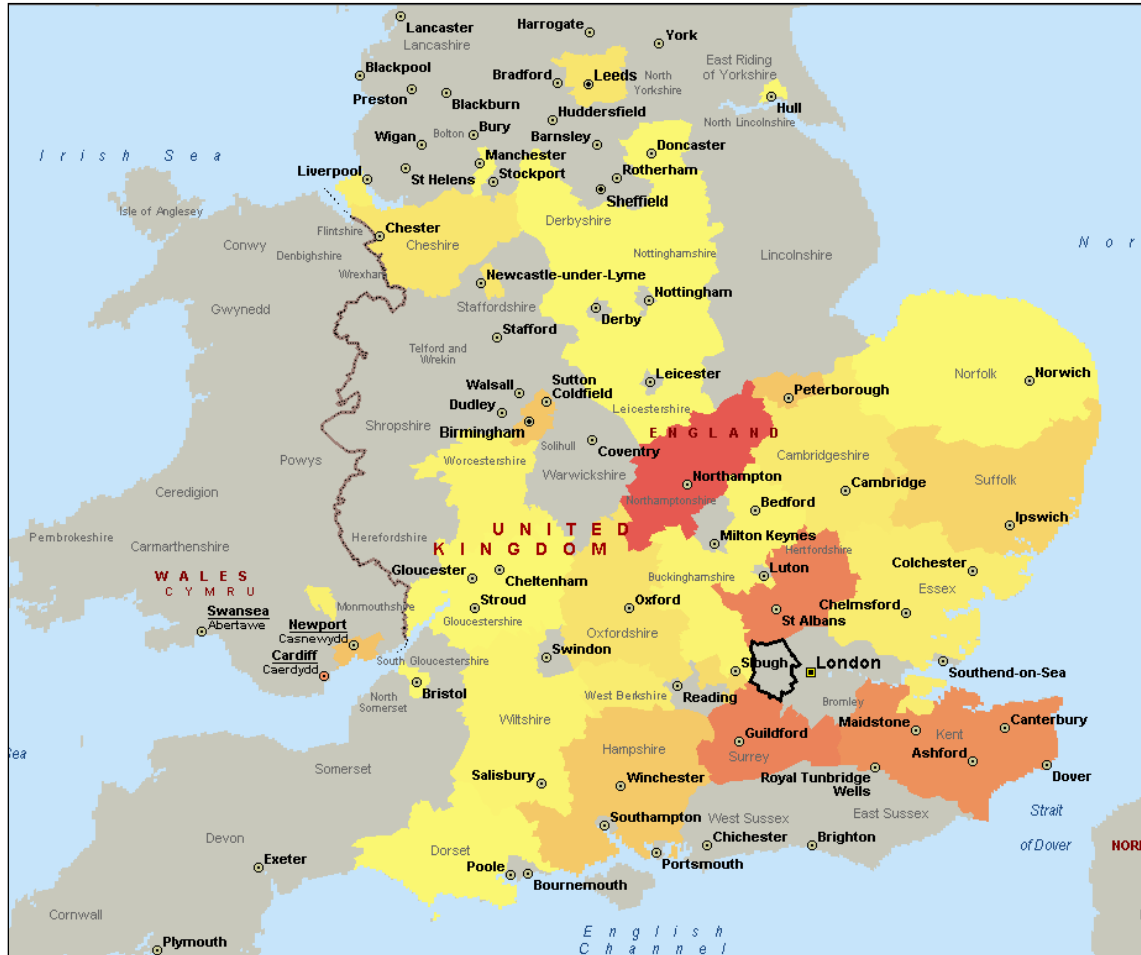 Lancaster
Lancashire
Harrogate
York
East Riding
of Yorkshire
Blackpool
Preston
Blackburn
Bradford
Leeds
North
Yorkshire
Hull
North Lincolnshire
Huddersfield
Wigan
Bolton
Bury
Barnsley
Doncaster
Irish Sea
Liverpool
St Helens
Manchester
Stockport
Rotherham
Sheffield
Isle of Anglesey
Flintshire
Conwy
Denbighshire
Wrexham
Chester
Cheshire
Derbyshire
Nottinghamshire
Lincolnshire
Nor
Gwynedd
Newcastle-under-Lyme
Staffordshire
Stafford
Derby
Nottingham
Telford and
Wrekin
Walsall
Dudley
Birmingham
Sutton
Coldfield
Leicester
Leicestershire
Peterborough
Norfolk
Norwich
Shropshire
Solihull
Coventry
ENGLAND
Powys
Worcestershire
Warwickshire
Cambridgeshire
Ceredigion
Northampton
Northamptonshire
Cambridge
Bedford
Suffolk
Ipswich
Pembrokeshire
Carmarthenshire
Herefordshire
UNITED
KINGDOM
Milton Keynes
Hertfordshire
WALES
CYMRU
Gloucester
Cheltenham
Buckinghamshire
Luton
Colchester
Essex
Swansea
Abertawe
Monmouthshire
Newport
Casnewydd
Stroud
Gloucestershire
Oxford
Oxfordshire
St Albans
Chelmsford
Cardiff
Caerdydd
South Gloucestershire
Swindon
Slough
London
Southend-on-Sea
North
Somerset
Bristol
West Berkshire
Reading
Bromley
Wiltshire
Maidstone
Canterbury
Kent
Sea
Somerset
Hampshire
Guildford
Surrey
Ashford
Salisbury
Winchester
Royal Tunbridge
Wells
Dover
Devon
Southampton
West Sussex
East Sussex
Strait
of Dover
Exeter
Dorset
Poole
Bournemouth
Portsmouth
Chichester
Brighton
NOR
Cornwall
Plymouth
English
Channel